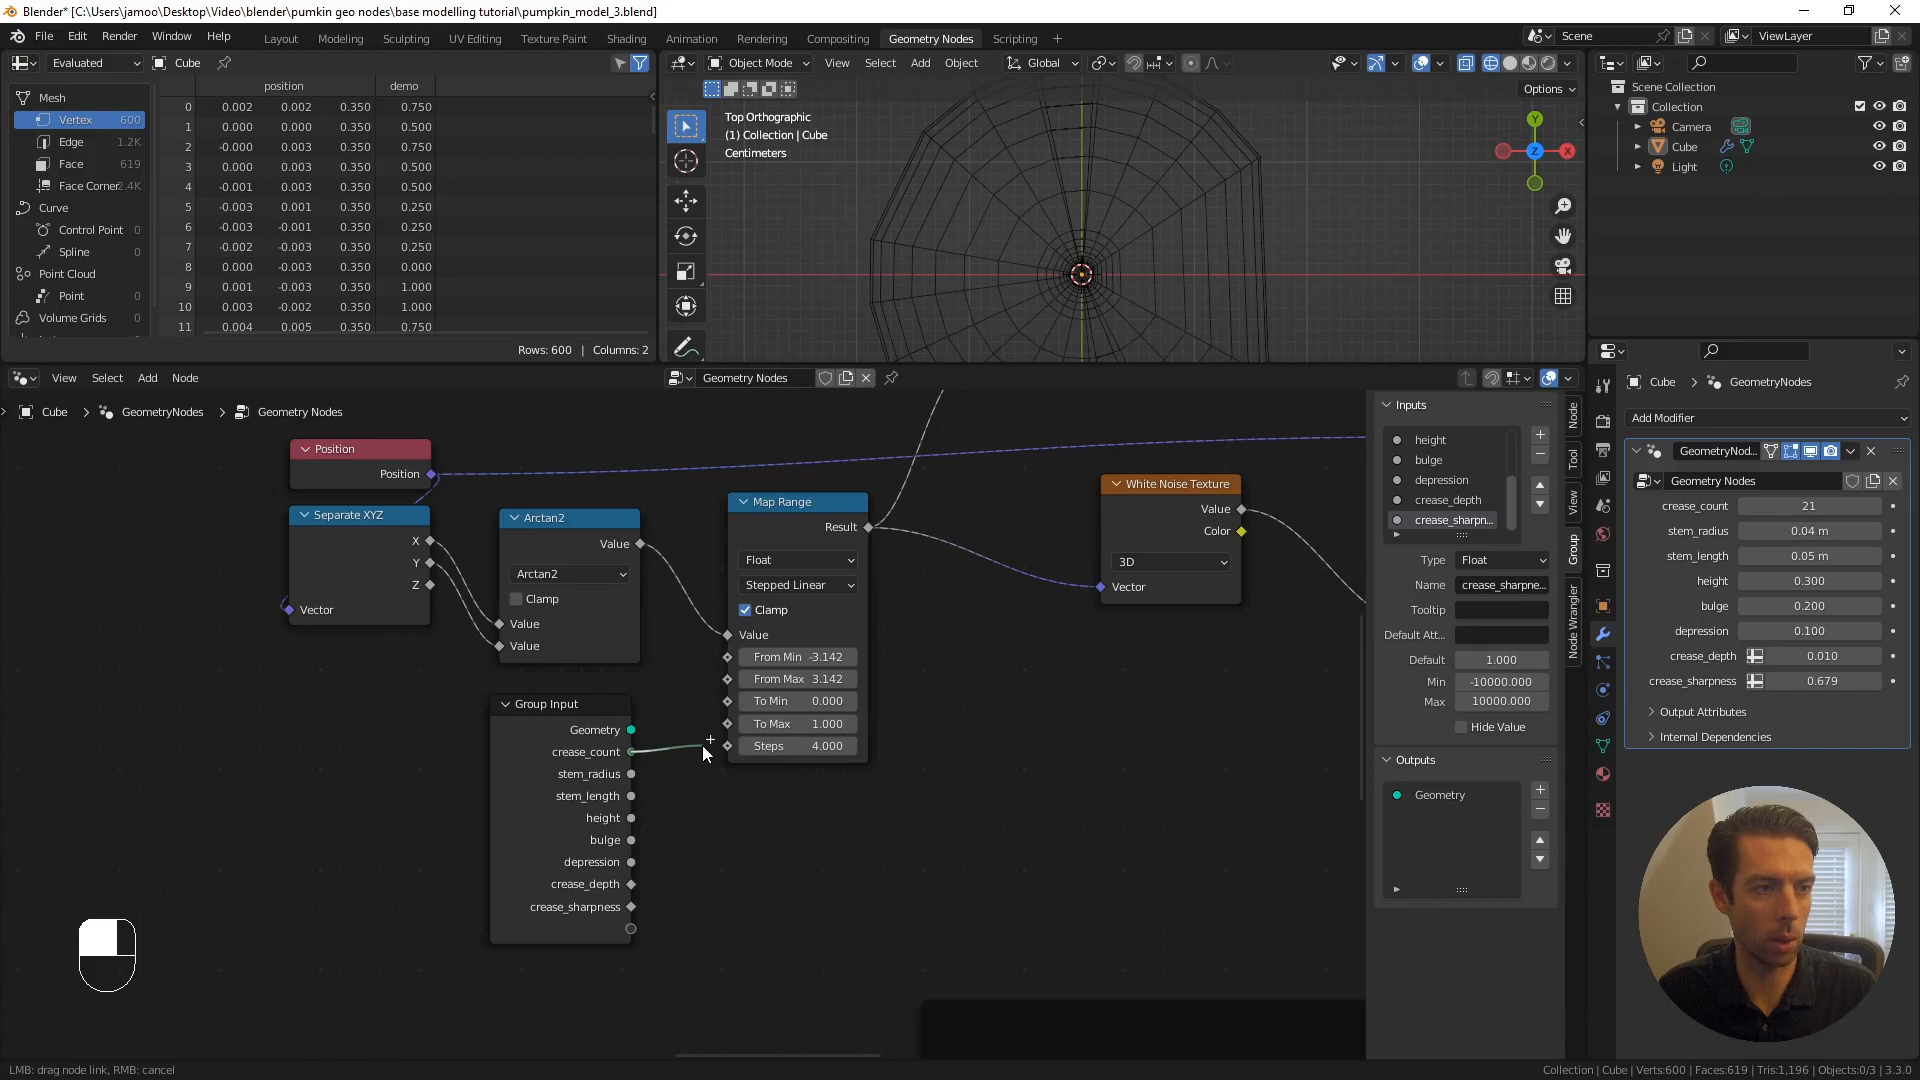 Blender* [C:\Users\jamoo\Desktop\Video\blender\pumkin geo nodes\base modelling tutorial\pumpkin_model_3.blend]
File Edit Render Window Help Layout Modeling Sculpting UV Editing Texture Paint Shading Animation Rendering Compositing Geometry Nodes Scripting + Scene ViewLayer
Evaluated Cube
Object Mode View Select Add Object Global
Options
position demo
Mesh
Vertex 600
Edge 1.2K
Face 619
Face Corner 2.4K
Curve
Control Point 0
Spline 0
Point Cloud
Point 0
Volume Grids 0
0 0.002 0.002 0.350 0.750
1 0.000 0.000 0.350 0.500
2 -0.000 0.003 0.350 0.750
3 0.000 0.003 0.350 0.500
4 -0.001 0.003 0.350 0.500
5 -0.003 0.001 0.350 0.250
6 -0.003 -0.001 0.350 0.250
7 -0.002 -0.003 0.350 0.250
8 0.000 -0.003 0.350 0.000
9 0.001 -0.003 0.350 1.000
10 0.003 -0.002 0.350 1.000
11 0.004 0.005 0.350 0.750
Rows: 600 | Columns: 2
Top Orthographic
(1) Collection | Cube
Centimeters
Y
X
Z
Scene Collection
Collection
Camera
Cube
Light
View Select Add Node Geometry Nodes
Cube > GeometryNodes > Geometry Nodes
Position
Position
Separate XYZ
X
Y
Z
Vector
Arctan2
Value
Arctan2
Clamp
Value
Value
Map Range
Result
Float
Stepped Linear
Clamp
Value
From Min -3.142
From Max 3.142
To Min 0.000
To Max 1.000
Steps 4.000
White Noise Texture
Value
Color
3D
Vector
Group Input
Geometry
crease_count
stem_radius
stem_length
height
bulge
depression
crease_depth
crease_sharpness
Inputs
height
bulge
depression
crease_depth
crease_sharpn...
Type Float
Name crease_sharpne...
Tooltip
Default Att...
Default 1.000
Min -10000.000
Max 10000.000
Hide Value
Outputs
Geometry
Node
Tool
View
Group
Node Wrangler
Cube > GeometryNodes
Add Modifier
GeometryNod...
Geometry Nodes
crease_count 21
stem_radius 0.04 m
stem_length 0.05 m
height 0.300
bulge 0.200
depression 0.100
crease_depth 0.010
crease_sharpness 0.679
Output Attributes
Internal Dependencies
LMB: drag node link, RMB: cancel
Collection | Cube | Verts:600 | Faces:619 | Tris:1,196 | Objects:0/3 | 3.3.0